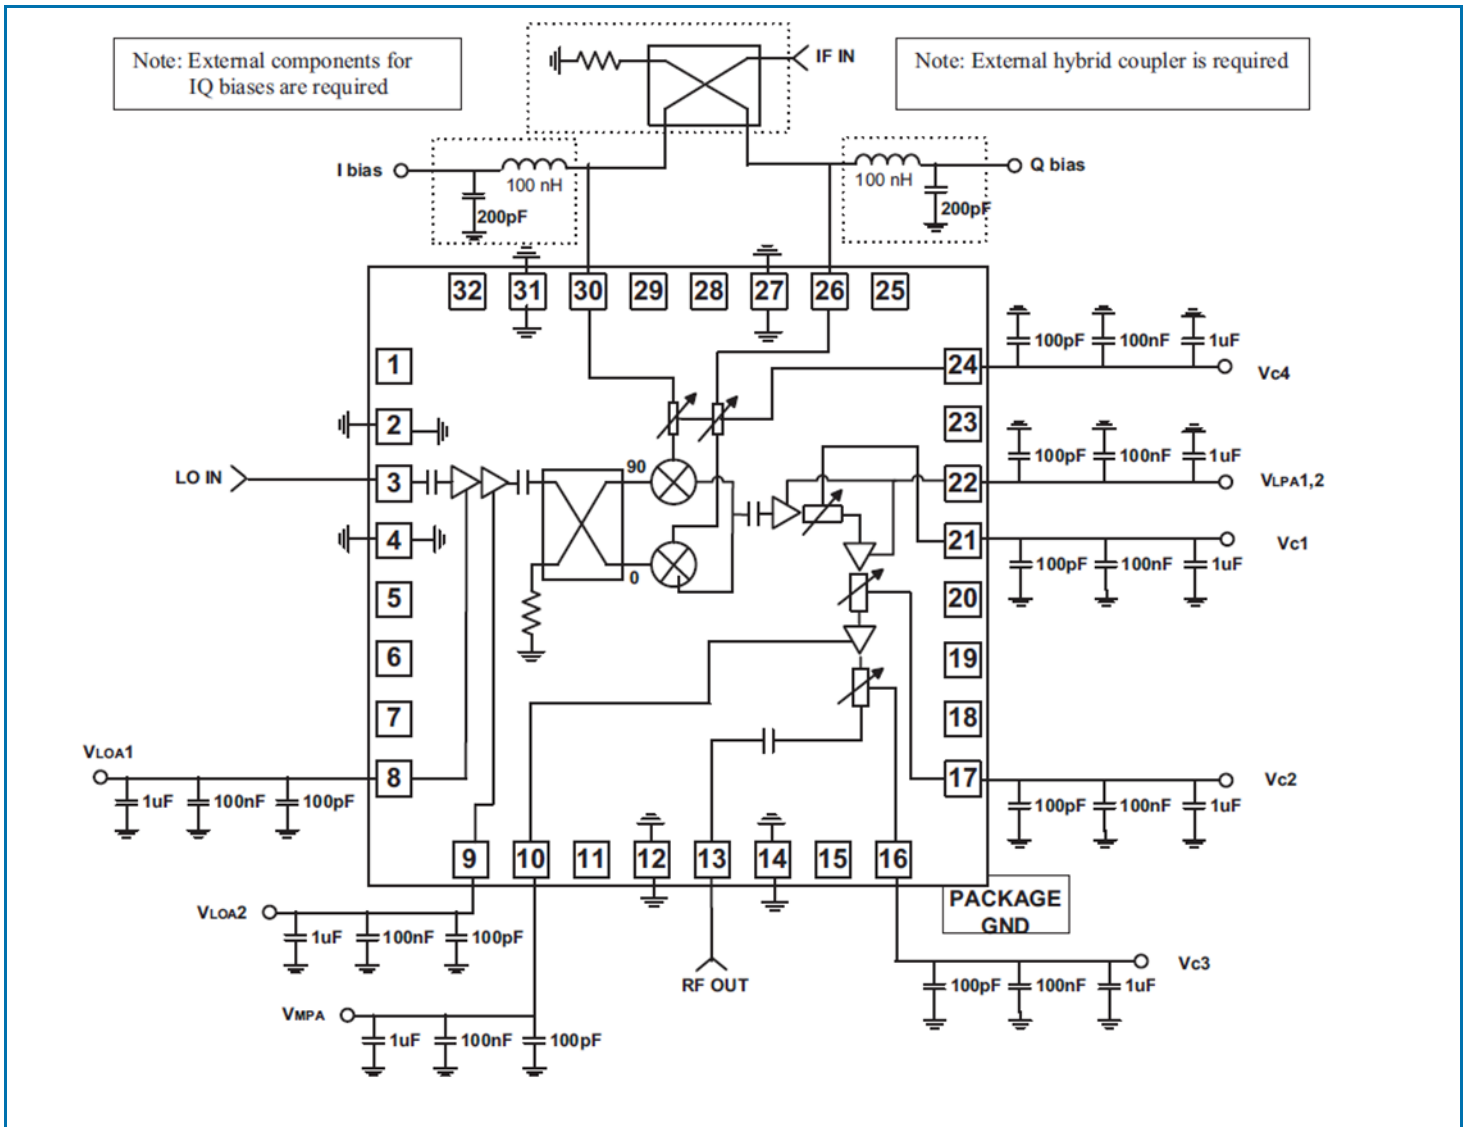 Note: External components for
IQ biases are required
IF IN
Note: External hybrid coupler is required
I bias
100 nH
200pF
100 nH
200pF
Q bias
32
31
30
29
28
27
26
25
1
2
LO IN
3
4
5
6
7
8
90
0
24
100pF
100nF
1uF
Vc4
23
100pF
100nF
1uF
22
VLPA1,2
21
Vc1
100pF
100nF
1uF
20
19
18
17
Vc2
100pF
100nF
1uF
VLOA1
1uF
100nF
100pF
9
10
11
12
13
14
15
16
PACKAGE
GND
VLOA2
1uF
100nF
100pF
RF OUT
Vc3
100pF
100nF
1uF
VMPA
1uF
100nF
100pF